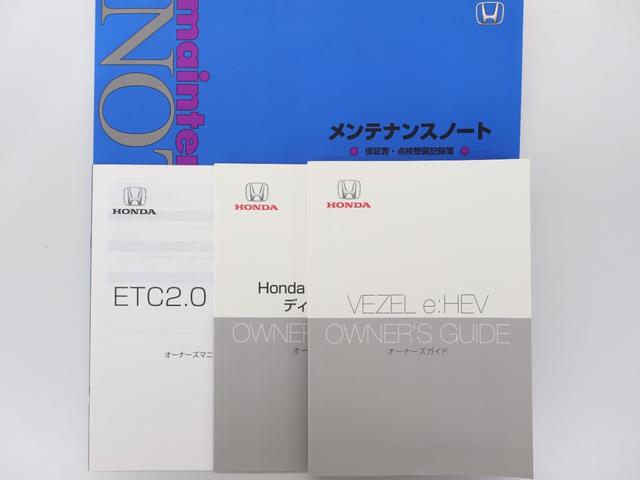 mainte
NO
メンテナンスノート
保証書・点検整備記録簿
HONDA
ETC2.0
オーナーズマニ
HONDA
Honda
ディ
OWNER
オー
HONDA
VEZEL e:HEV
OWNER'S GUIDE
オーナーズガイド